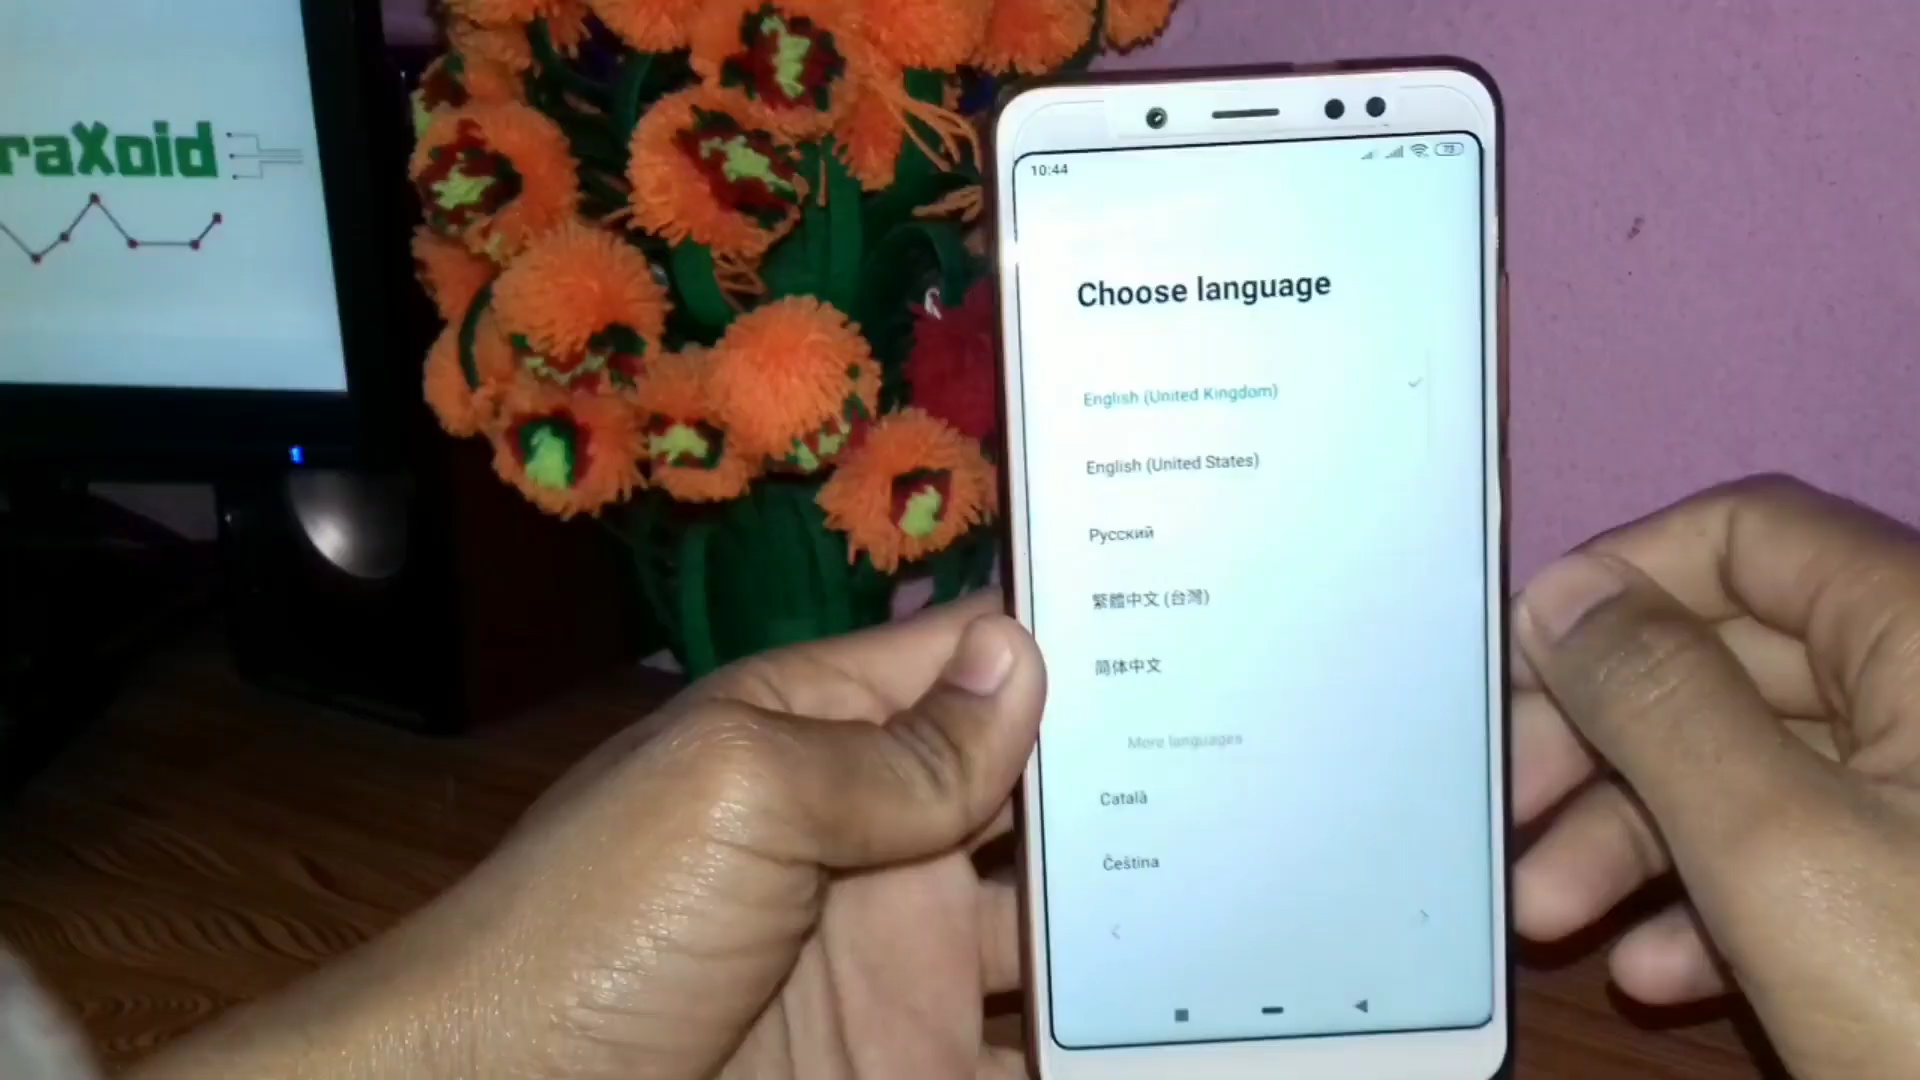 raXoid
10:44
73
Choose language
English (United Kingdom)
English (United States)
Русский
繁體中文 (台灣)
简体中文
More languages
Català
Čeština